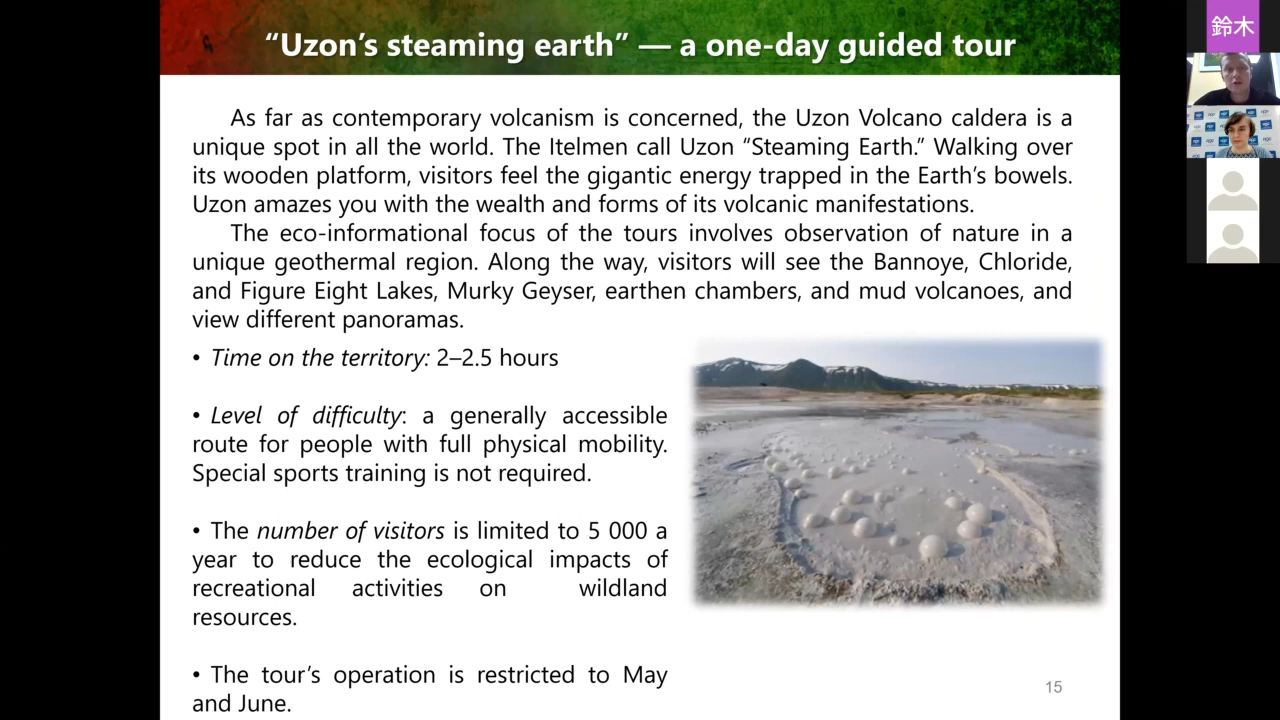 “Uzon’s steaming earth” — a one-day guided tour
鈴木
As far as contemporary volcanism is concerned, the Uzon Volcano caldera is a
unique spot in all the world. The Itelmen call Uzon “Steaming Earth.” Walking over
its wooden platform, visitors feel the gigantic energy trapped in the Earth’s bowels.
Uzon amazes you with the wealth and forms of its volcanic manifestations.
The eco-informational focus of the tours involves observation of nature in a
unique geothermal region. Along the way, visitors will see the Bannoye, Chloride,
and Figure Eight Lakes, Murky Geyser, earthen chambers, and mud volcanoes, and
view different panoramas.
• Time on the territory: 2–2.5 hours
• Level of difficulty: a generally accessible
route for people with full physical mobility.
Special sports training is not required.
• The number of visitors is limited to 5 000 a
year to reduce the ecological impacts of
recreational activities on wildland
resources.
• The tour’s operation is restricted to May
and June.
15